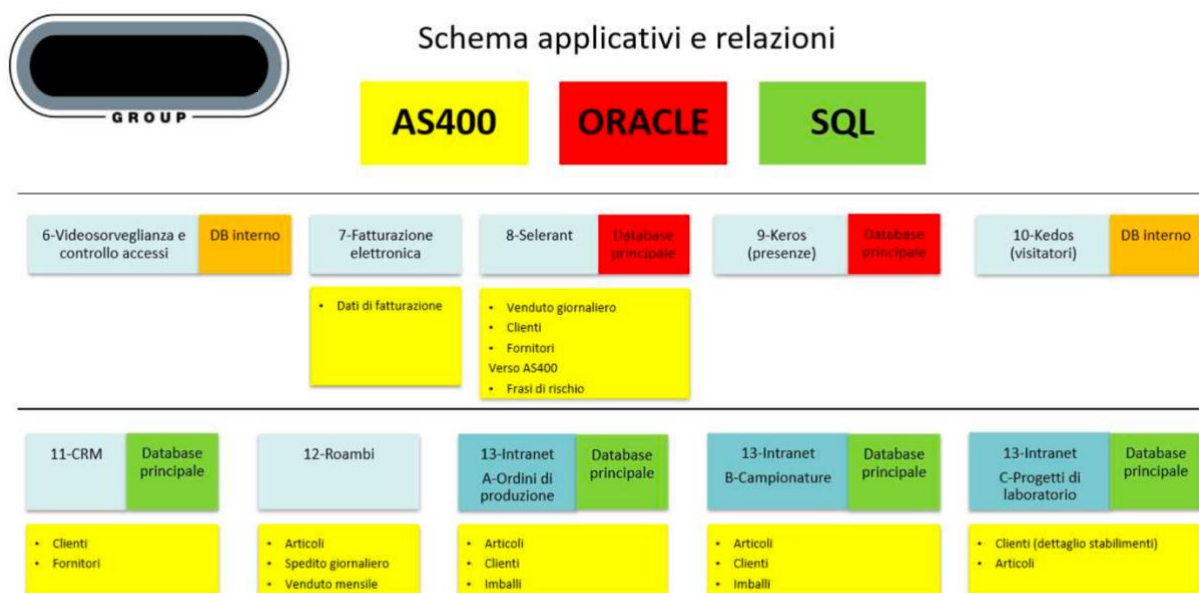 Schema applicativi e relazioni
GROUP
AS400
ORACLE
SQL
6-Videosorveglianza e
controllo accessi
DB interno
7-Fatturazione
elettronica
8-Selerant
Database
principale
9-Keros
(presenze)
Database
principale
10-Kedos
(visitatori)
DB interno
• Dati di fatturazione
• Venduto giornaliero
• Clienti
• Fornitori
Verso AS400
• Frasi di rischio
11-CRM
Database
principale
12-Roambi
13-Intranet
A-Ordini di
produzione
Database
principale
13-Intranet
B-Campionature
Database
principale
13-Intranet
C-Progetti di
laboratorio
Database
principale
• Clienti
• Fornitori
• Articoli
• Spedito giornaliero
• Venduto mensile
• Articoli
• Clienti
• Imballi
• Articoli
• Clienti
• Imballi
• Clienti (dettaglio stabilimenti)
• Articoli